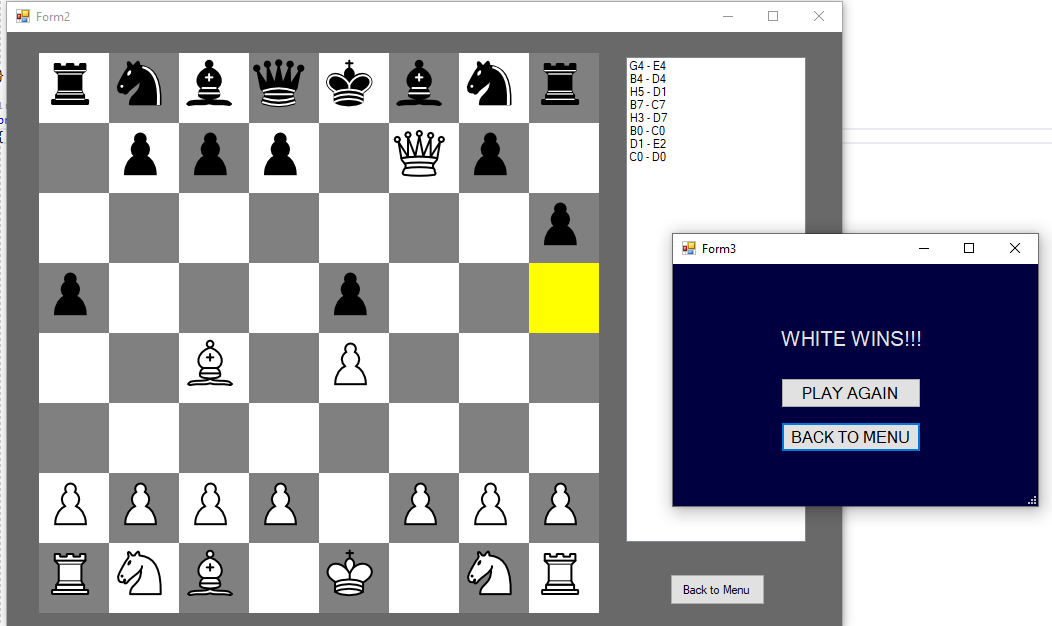 Form2
G4 - E4
B4 - D4
H5 - D1
B7 - C7
H3 - D7
B0 - C0
D1 - E2
C0 - D0
Form3
WHITE WINS!!!
PLAY AGAIN
BACK TO MENU
Back to Menu